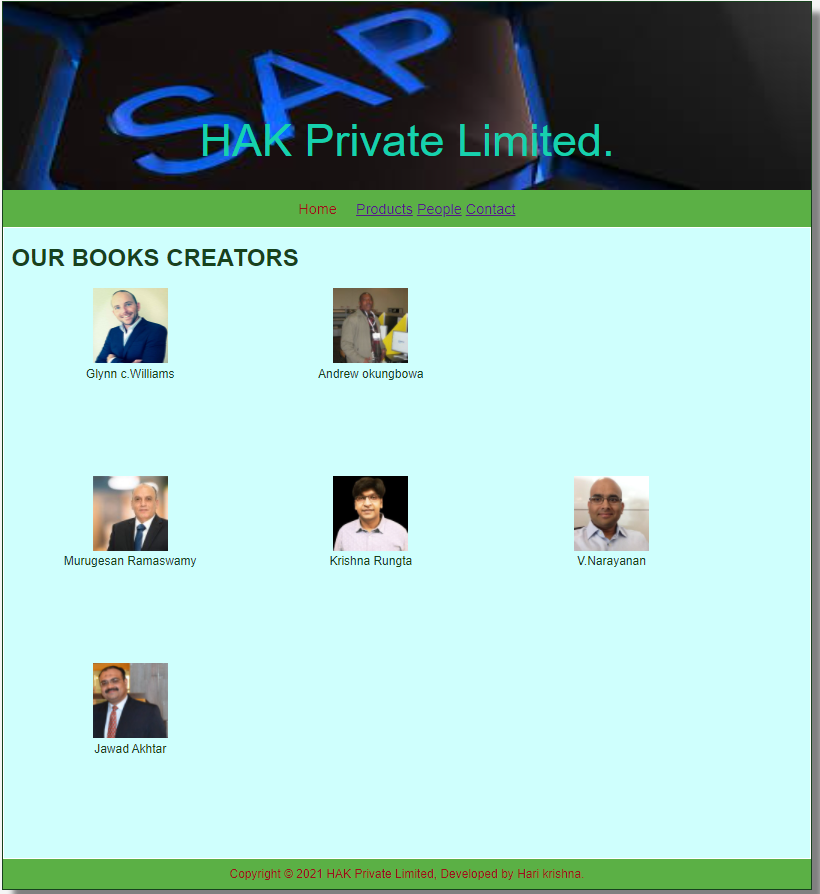 SAP
HAK Private Limited.
Home Products People Contact
OUR BOOKS CREATORS
Glynn c.Williams
Andrew okungbowa
Murugesan Ramaswamy
Krishna Rungta
V.Narayanan
Jawad Akhtar
Copyright © 2021 HAK Private Limited, Developed by Hari krishna.